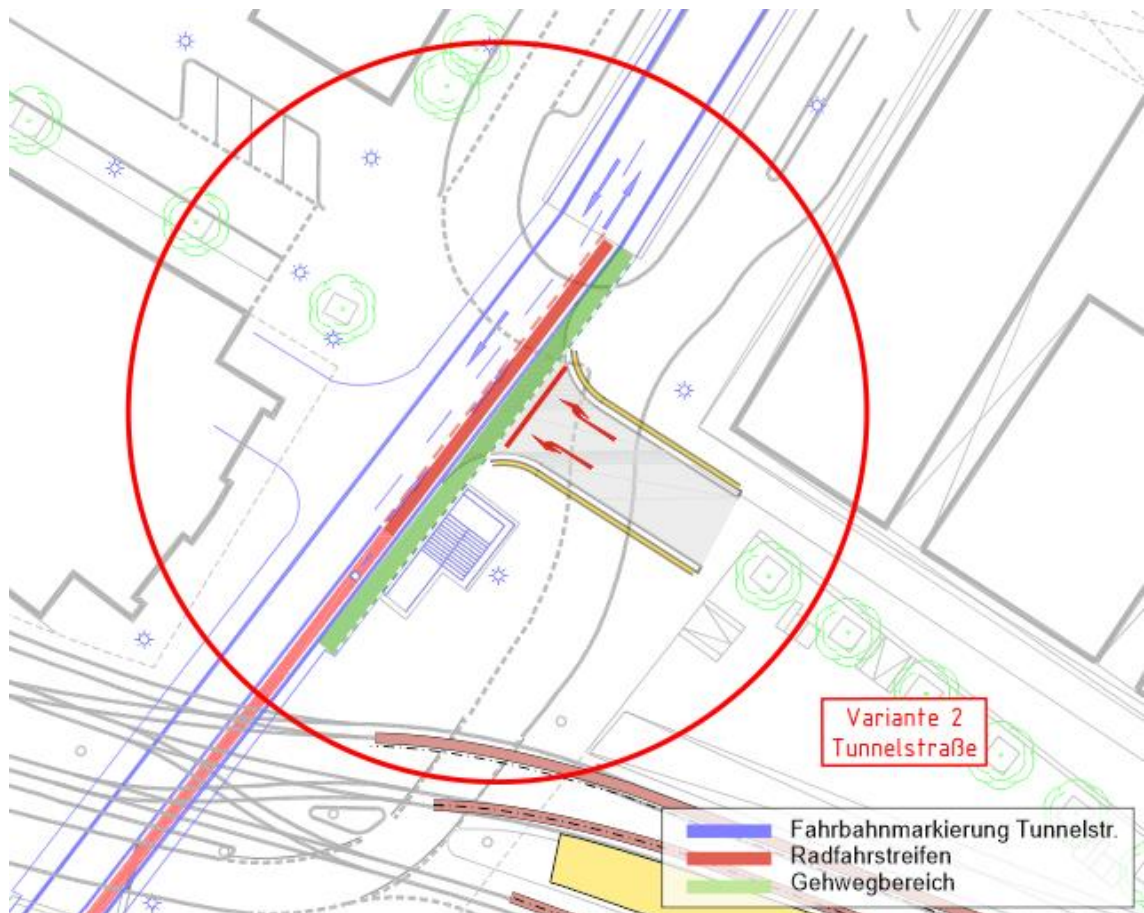 Variante 2
Tunnelstraße
Fahrbahnmarkierung Tunnelstr.
Radfahrstreifen
Gehwegbereich